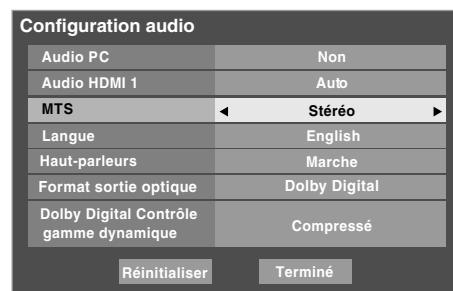 Configuration audio
Audio PC Non
Audio HDMI 1 Auto
MTS Stéréo
Langue English
Haut-parleurs Marche
Format sortie optique Dolby Digital
Dolby Digital Contrôle
gamme dynamique Compressé
Réinitialiser Terminé